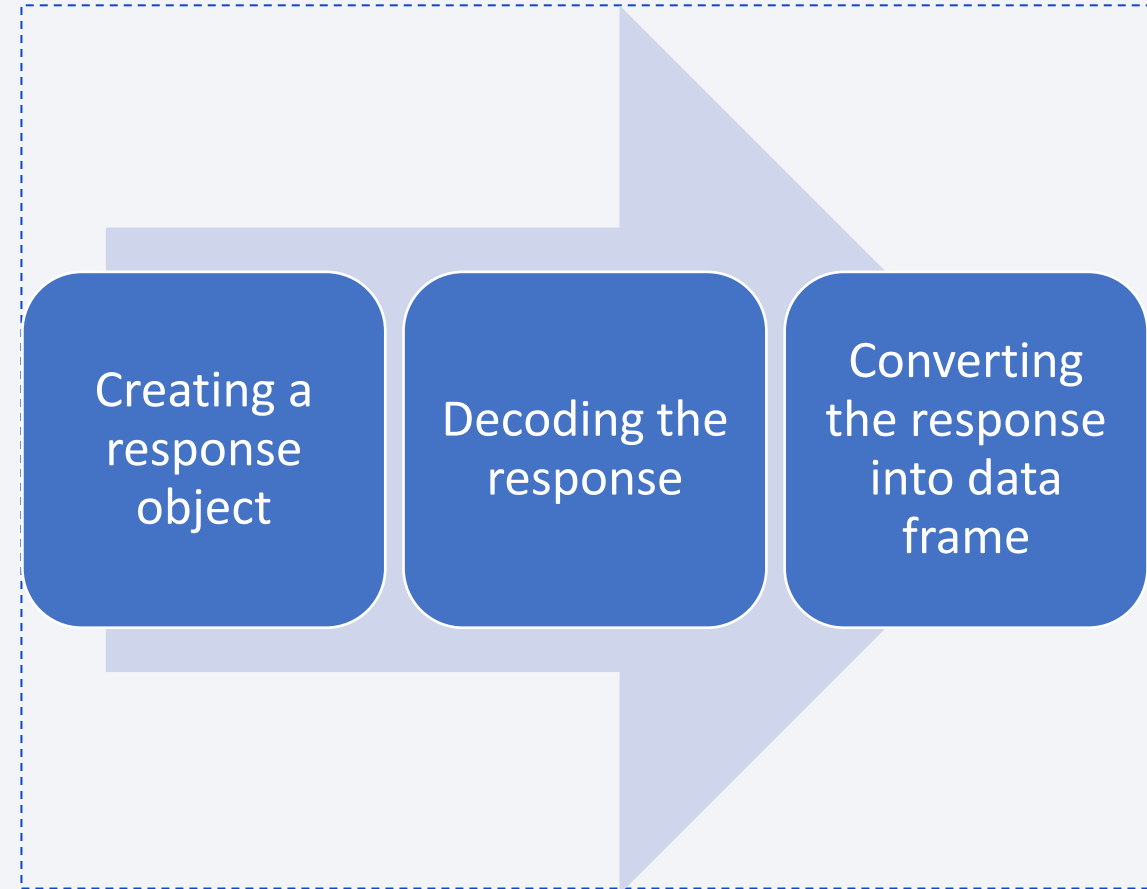 Creating a
response
object
Decoding the
response
Converting
the response
into data
frame